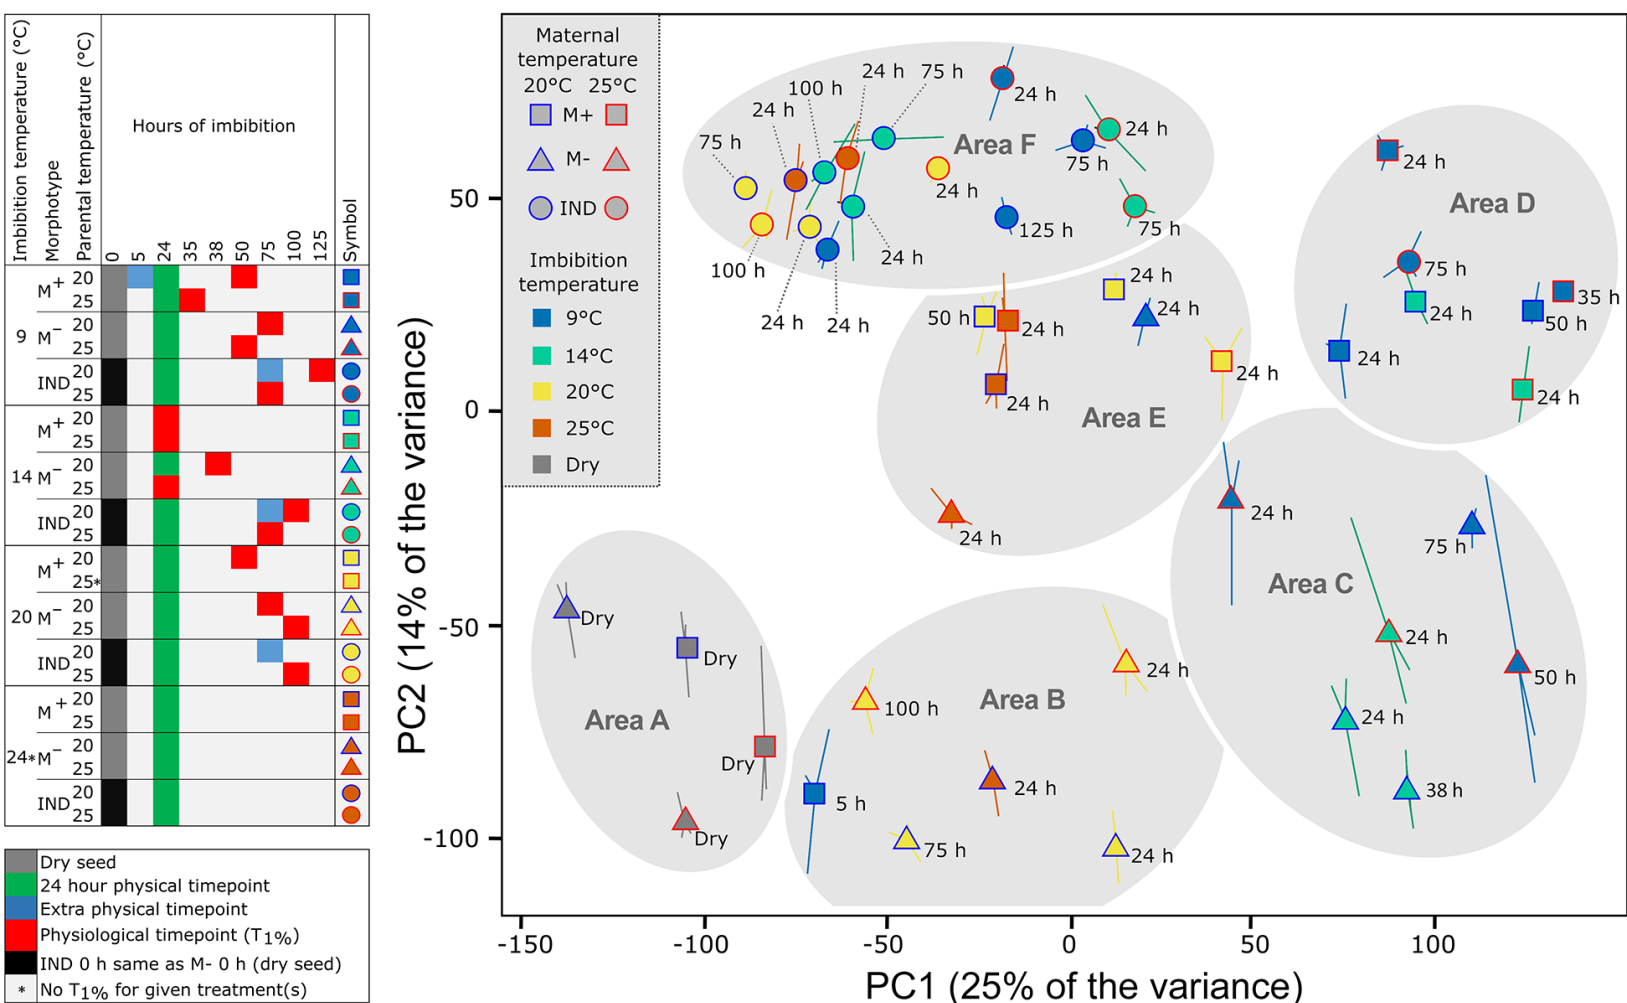 Imbibition temperature (°C)
Morphotype
Parental temperature (°C)
Hours of imbibition
Symbol
0 5 24 35 38 50 75 100 125
9
M+ 20
25
M− 20
25
IND 20
25
14
M+ 20
25
M− 20
25
IND 20
25
20
M+ 20
25*
M− 20
25
IND 20
25
24*
M+ 20
25
M− 20
25
IND 20
25
Dry seed
24 hour physical timepoint
Extra physical timepoint
Physiological timepoint (T1%)
IND 0 h same as M- 0 h (dry seed)
* No T1% for given treatment(s)
Maternal
temperature
20°C 25°C
M+
M-
IND
Imbibition
temperature
9°C
14°C
20°C
25°C
Dry
PC2 (14% of the variance)
50
0
-50
-100
-150 -100 -50 0 50 100
PC1 (25% of the variance)
Area F
75 h
24 h
100 h
24 h
75 h
24 h
24 h
75 h
24 h
125 h
75 h
100 h
24 h
24 h
24 h
Area D
24 h
75 h
24 h
35 h
50 h
24 h
24 h
Area E
24 h
50 h
24 h
24 h
24 h
24 h
24 h
Area C
24 h
75 h
24 h
50 h
24 h
38 h
Area A
Dry
Dry
Dry
Dry
Area B
24 h
100 h
24 h
5 h
75 h
24 h